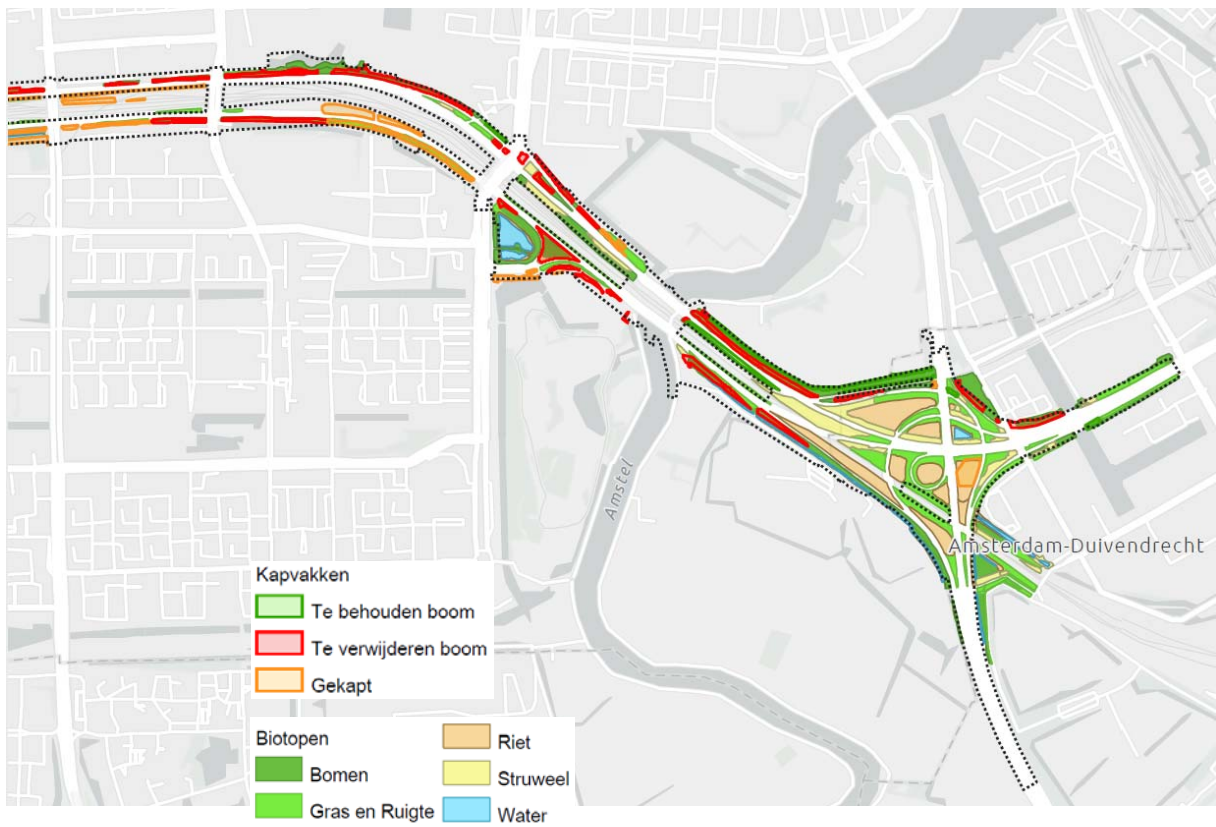 Amstel
Amsterdam-Duivendrecht
Kapvakken
Te behouden boom
Te verwijderen boom
Gekapt
Biotopen
Bomen
Gras en Ruigte
Riet
Struweel
Water